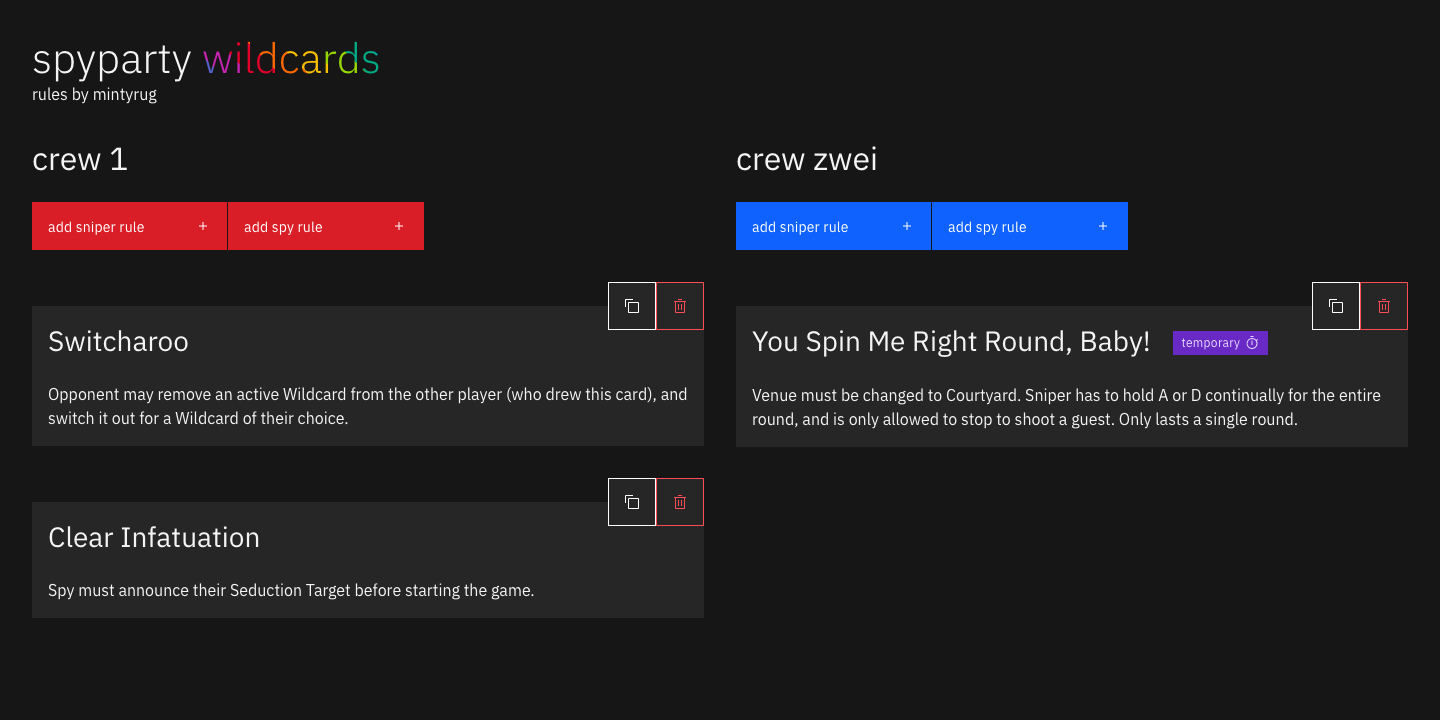 spyparty wildcards
rules by mintyrug
crew 1
add sniper rule +
add spy rule +
Switcharoo
Opponent may remove an active Wildcard from the other player (who drew this card), and
switch it out for a Wildcard of their choice.
Clear Infatuation
Spy must announce their Seduction Target before starting the game.
crew zwei
add sniper rule +
add spy rule +
You Spin Me Right Round, Baby! temporary
Venue must be changed to Courtyard. Sniper has to hold A or D continually for the entire
round, and is only allowed to stop to shoot a guest. Only lasts a single round.